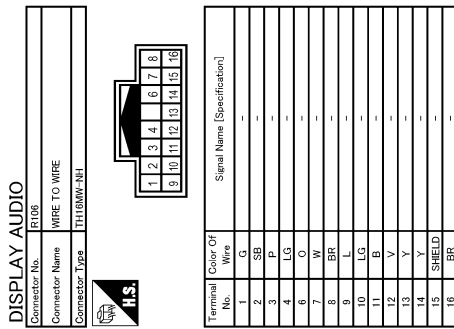 DISPLAY AUDIO
Connector No. R106
Connector Name WIRE TO WIRE
Connector Type TH16MW-NH
H.S.
1 2 3 4 6 7 8
9 10 11 12 13 14 15 16
Terminal No. Color Of Wire Signal Name [Specification]
1 G -
2 SB -
3 P -
4 LG -
6 O -
7 W -
8 BR -
9 L -
10 LG -
11 B -
12 V -
13 Y -
14 Y -
15 SHIELD -
16 BR -